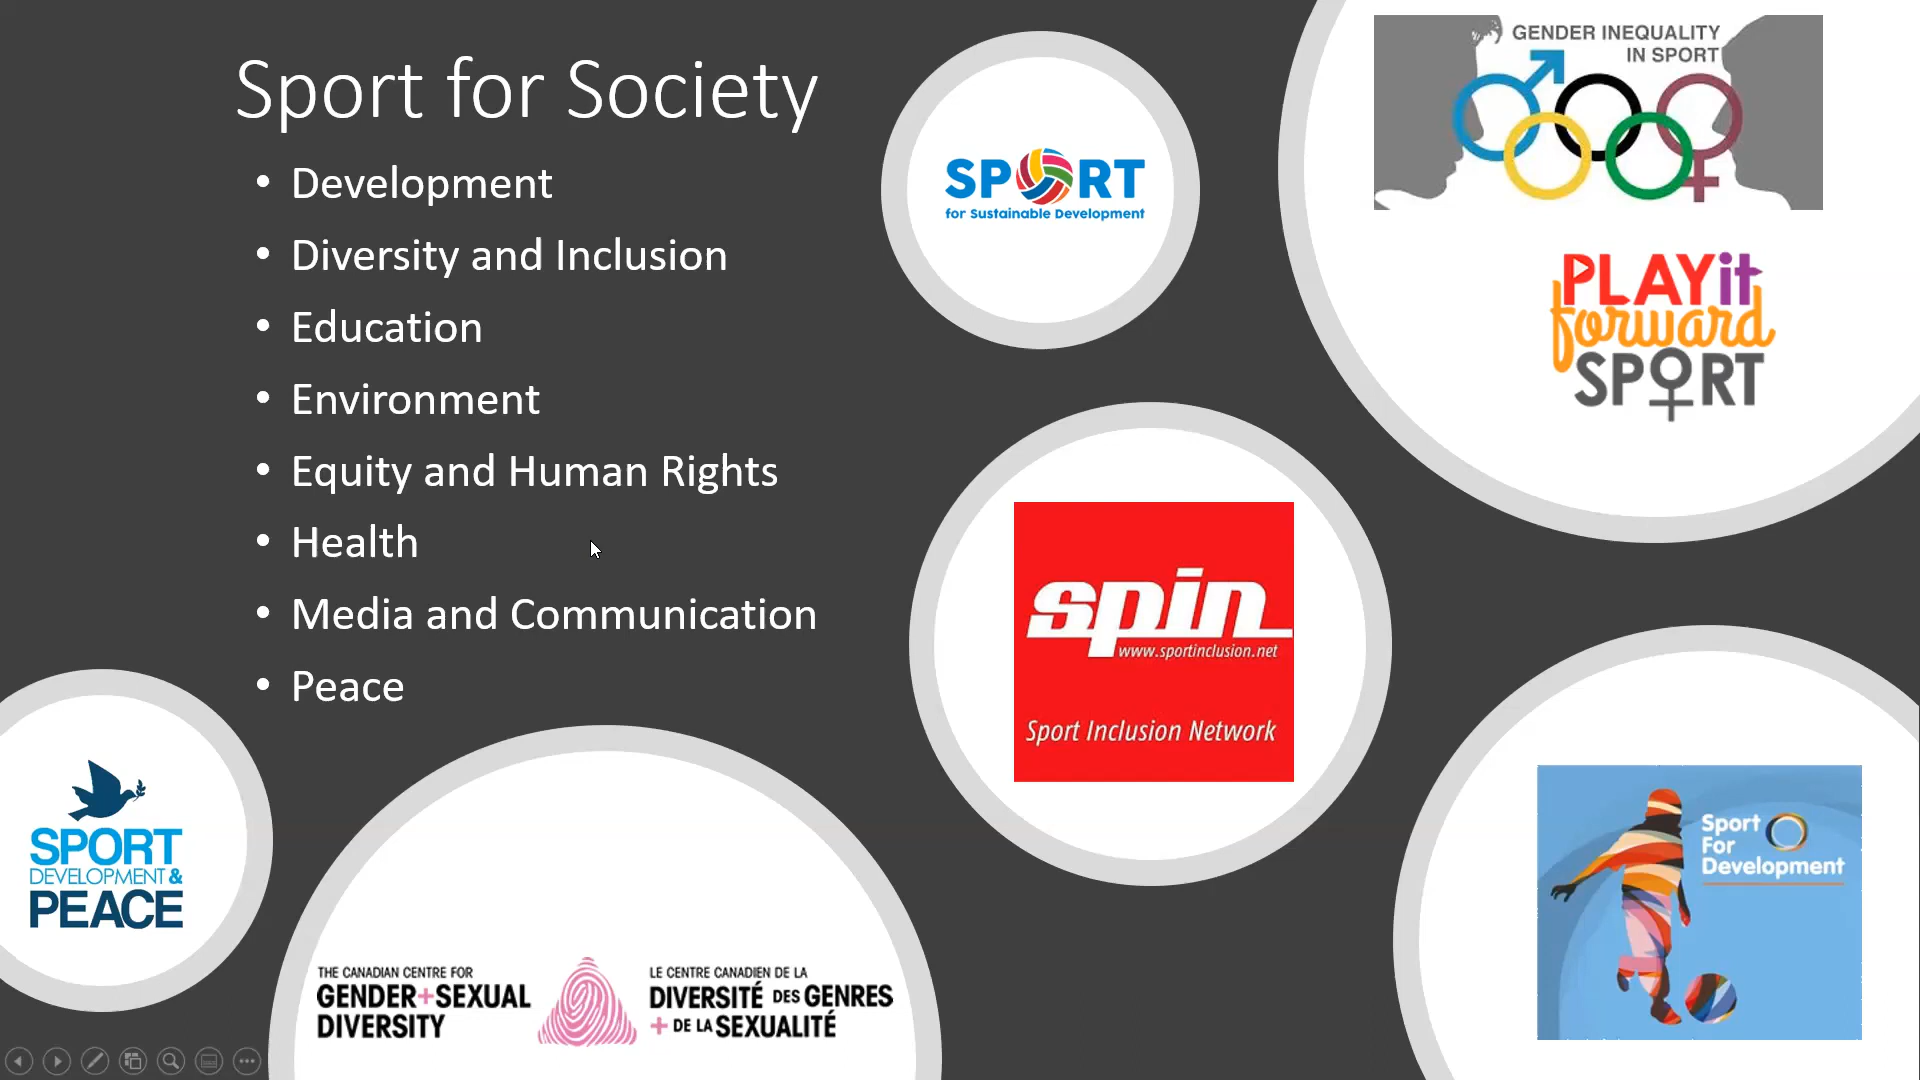 Sport for Society
• Development
• Diversity and Inclusion
• Education
• Environment
• Equity and Human Rights
• Health
• Media and Communication
• Peace
SPORT
for Sustainable Development
GENDER INEQUALITY
IN SPORT
PLAYit
forward
SPORT
spin
www.sportinclusion.net
Sport Inclusion Network
SPORT
DEVELOPMENT &
PEACE
THE CANADIAN CENTRE FOR
GENDER+SEXUAL
DIVERSITY
LE CENTRE CANADIEN DE LA
DIVERSITÉ DES GENRES
+ DE LA SEXUALITÉ
Sport
For
Development